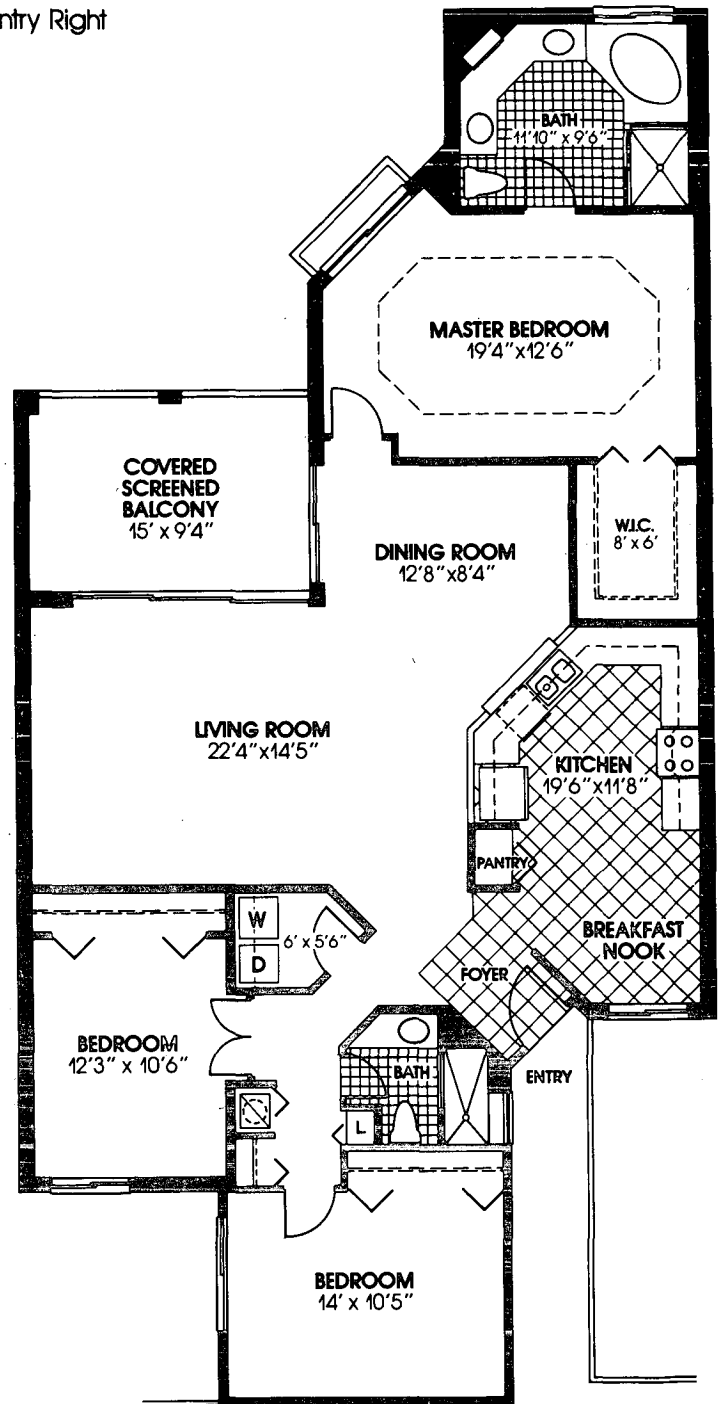 ntry Right
BATH
11'10" x 9'6"
MASTER BEDROOM
19'4"x12'6"
COVERED
SCREENED
BALCONY
15' x 9'4"
W.I.C.
8' x 6'
DINING ROOM
12'8"x8'4"
LIVING ROOM
22'4"x14'5"
KITCHEN
19'6"x11'8"
PANTRY
W
6' x 5'6"
D
BREAKFAST
NOOK
FOYER
BEDROOM
12'3" x 10'6"
BATH
ENTRY
L
BEDROOM
14' x 10'5"